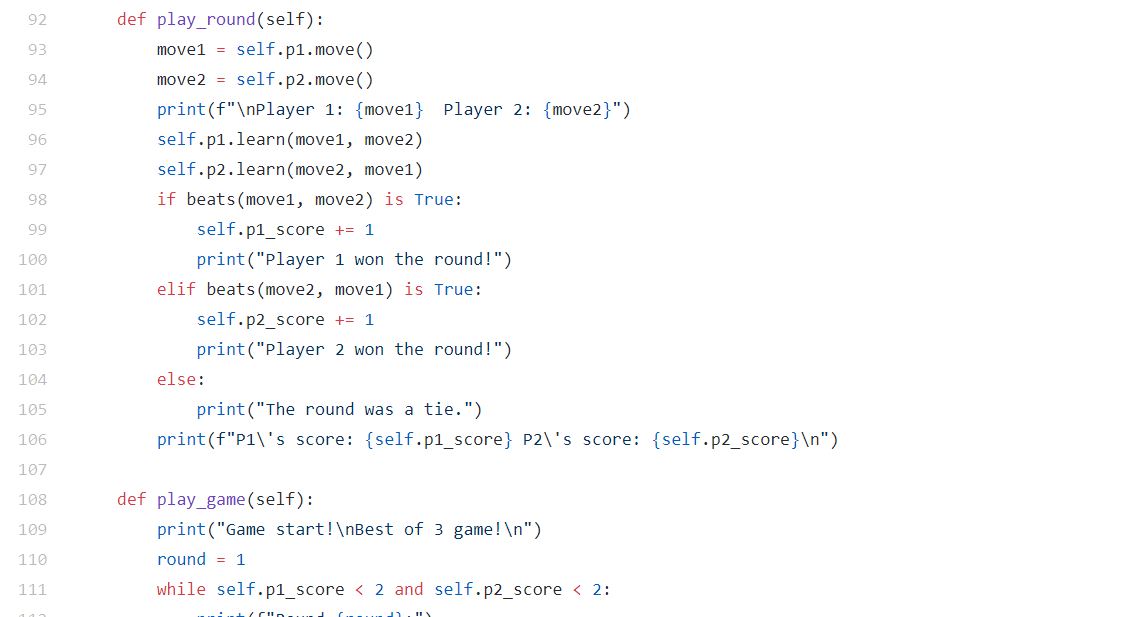 92 def play_round(self):
93 move1 = self.p1.move()
94 move2 = self.p2.move()
95 print(f"\nPlayer 1: {move1}  Player 2: {move2}")
96 self.p1.learn(move1, move2)
97 self.p2.learn(move2, move1)
98 if beats(move1, move2) is True:
99 self.p1_score += 1
100 print("Player 1 won the round!")
101 elif beats(move2, move1) is True:
102 self.p2_score += 1
103 print("Player 2 won the round!")
104 else:
105 print("The round was a tie.")
106 print(f"P1\'s score: {self.p1_score} P2\'s score: {self.p2_score}\n")
107
108 def play_game(self):
109 print("Game start!\nBest of 3 game!\n")
110 round = 1
111 while self.p1_score < 2 and self.p2_score < 2:
112 print(f"Round {round}:")